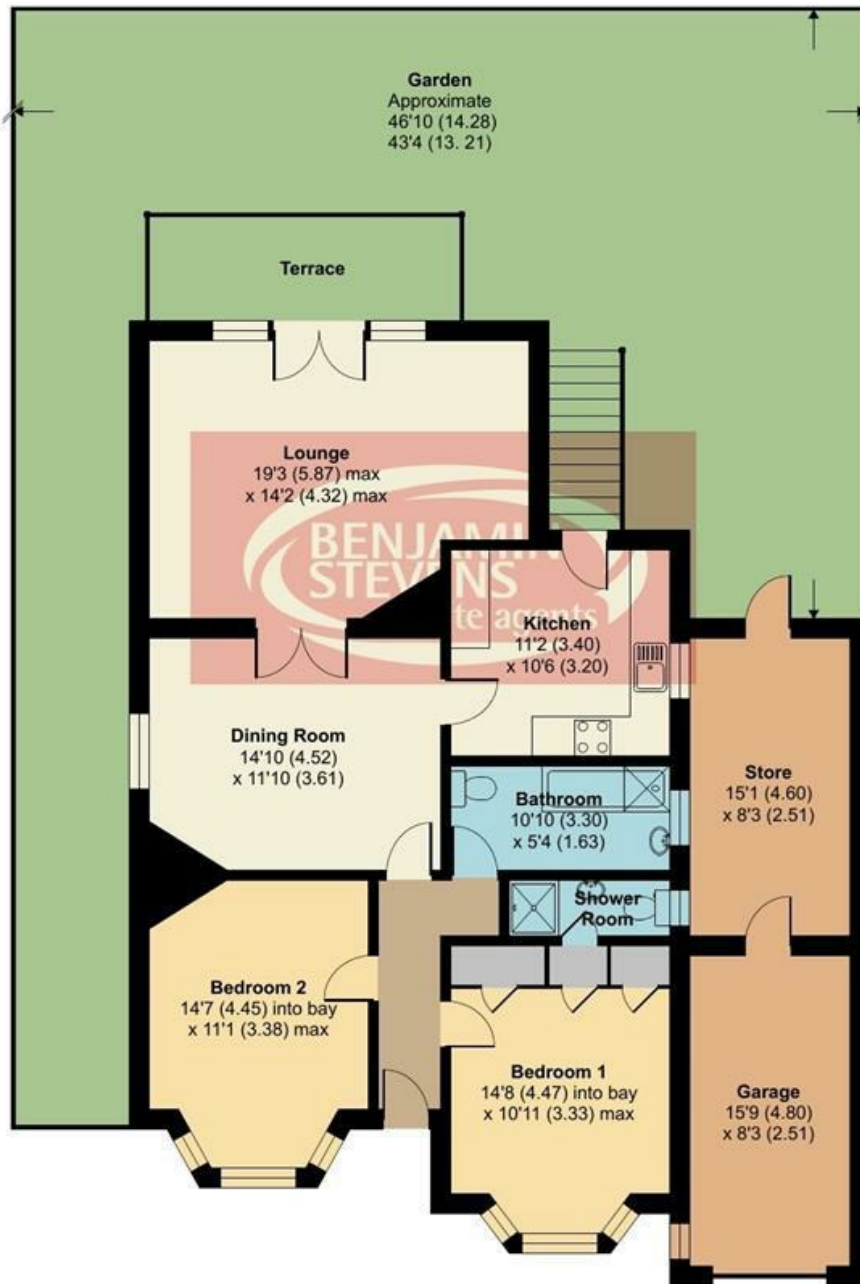 Garden
Approximate
46'10 (14.28)
43'4 (13. 21)
Terrace
Lounge
19'3 (5.87) max
x 14'2 (4.32) max
BENJAMIN
STEVENS
te agents
Kitchen
11'2 (3.40)
x 10'6 (3.20)
Dining Room
14'10 (4.52)
x 11'10 (3.61)
Bathroom
10'10 (3.30)
x 5'4 (1.63)
Store
15'1 (4.60)
x 8'3 (2.51)
Shower
Room
Bedroom 2
14'7 (4.45) into bay
x 11'1 (3.38) max
Bedroom 1
14'8 (4.47) into bay
x 10'11 (3.33) max
Garage
15'9 (4.80)
x 8'3 (2.51)